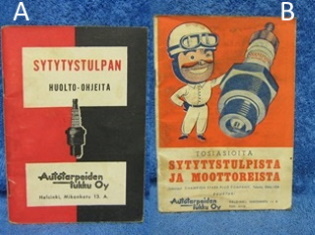 A
B
SYTYTYSTULPAN
HUOLTO-OHJEITA
Autotarpeiden
Tukku Oy
Helsinki, Mikonkatu 13. A.
TOSIASIOITA
SYTYTYSTULPISTA
JA MOOTTOREISTA
Autotarpeiden
Tukku Oy